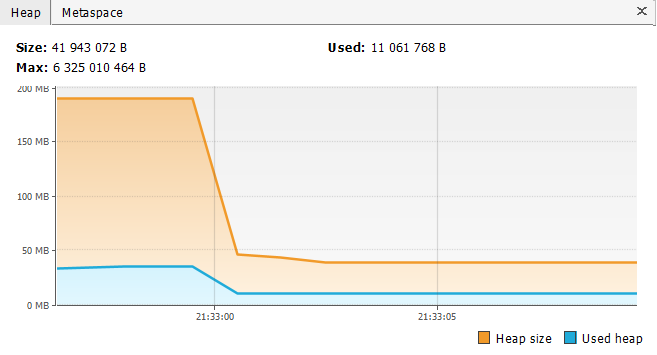 Heap Metaspace ×
Size: 41 943 072 B Used: 11 061 768 B
Max: 6 325 010 464 B
200 MB
150 MB
100 MB
50 MB
0 MB
21:33:00 21:33:05
Heap size Used heap